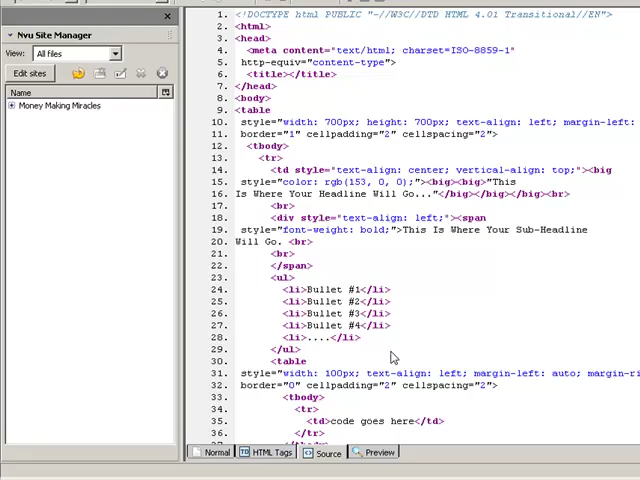 Nvu Site Manager
View: All files
Edit sites
Name
Money Making Miracles
1. <!DOCTYPE html PUBLIC "-//W3C//DTD HTML 4.01 Transitional//EN">
2. <html>
3. <head>
4. <meta content="text/html; charset=ISO-8859-1"
5. http-equiv="content-type">
6. <title></title>
7. </head>
8. <body>
9. <table
10. style="width: 700px; height: 700px; text-align: left; margin-left:
11. border="1" cellpadding="2" cellspacing="2">
12. <tbody>
13. <tr>
14. <td style="text-align: center; vertical-align: top;"><big
15. style="color: rgb(153, 0, 0);"><big><big>"This
16. Is Where Your Headline Will Go..."</big></big></big><br>
17. <br>
18. <div style="text-align: left;"><span
19. style="font-weight: bold;">This Is Where Your Sub-Headline
20. Will Go. <br>
21. <br>
22. </span>
23. <ul>
24. <li>Bullet #1</li>
25. <li>Bullet #2</li>
26. <li>Bullet #3</li>
27. <li>Bullet #4</li>
28. <li>....</li>
29. </ul>
30. <table
31. style="width: 100px; text-align: left; margin-left: auto; margin-ri
32. border="0" cellpadding="2" cellspacing="2">
33. <tbody>
34. <tr>
35. <td>code goes here</td>
36. </tr>
Normal HTML Tags Source Preview